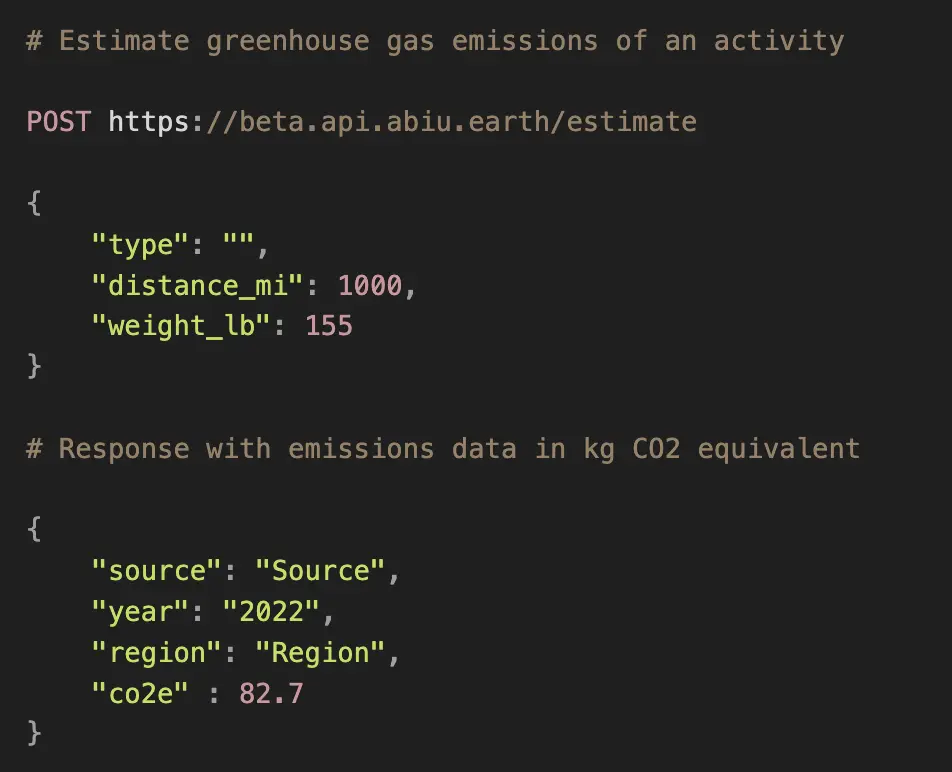 # Estimate greenhouse gas emissions of an activity
POST https://beta.api.abiu.earth/estimate
{
"type": "",
"distance_mi": 1000,
"weight_lb": 155
}
# Response with emissions data in kg CO2 equivalent
{
"source": "Source",
"year": "2022",
"region": "Region",
"co2e" : 82.7
}